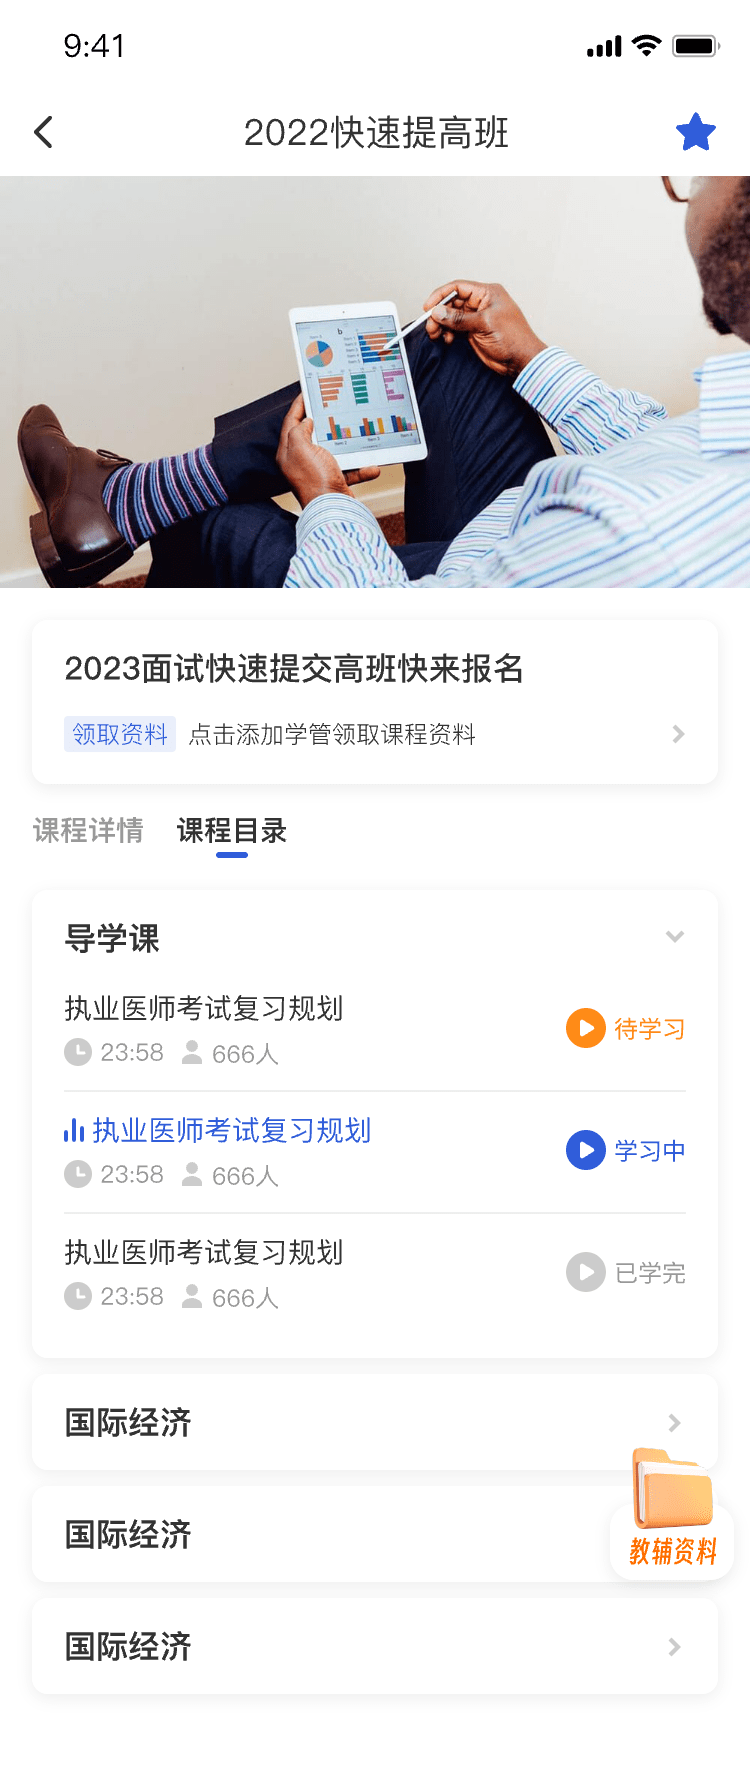 9:41
2022快速提高班
2023面试快速提交高班快来报名
领取资料 点击添加学管领取课程资料
课程详情 课程目录
导学课
执业医师考试复习规划
23:58 666人
待学习
执业医师考试复习规划
23:58 666人
学习中
执业医师考试复习规划
23:58 666人
已学完
国际经济
国际经济
教辅资料
国际经济